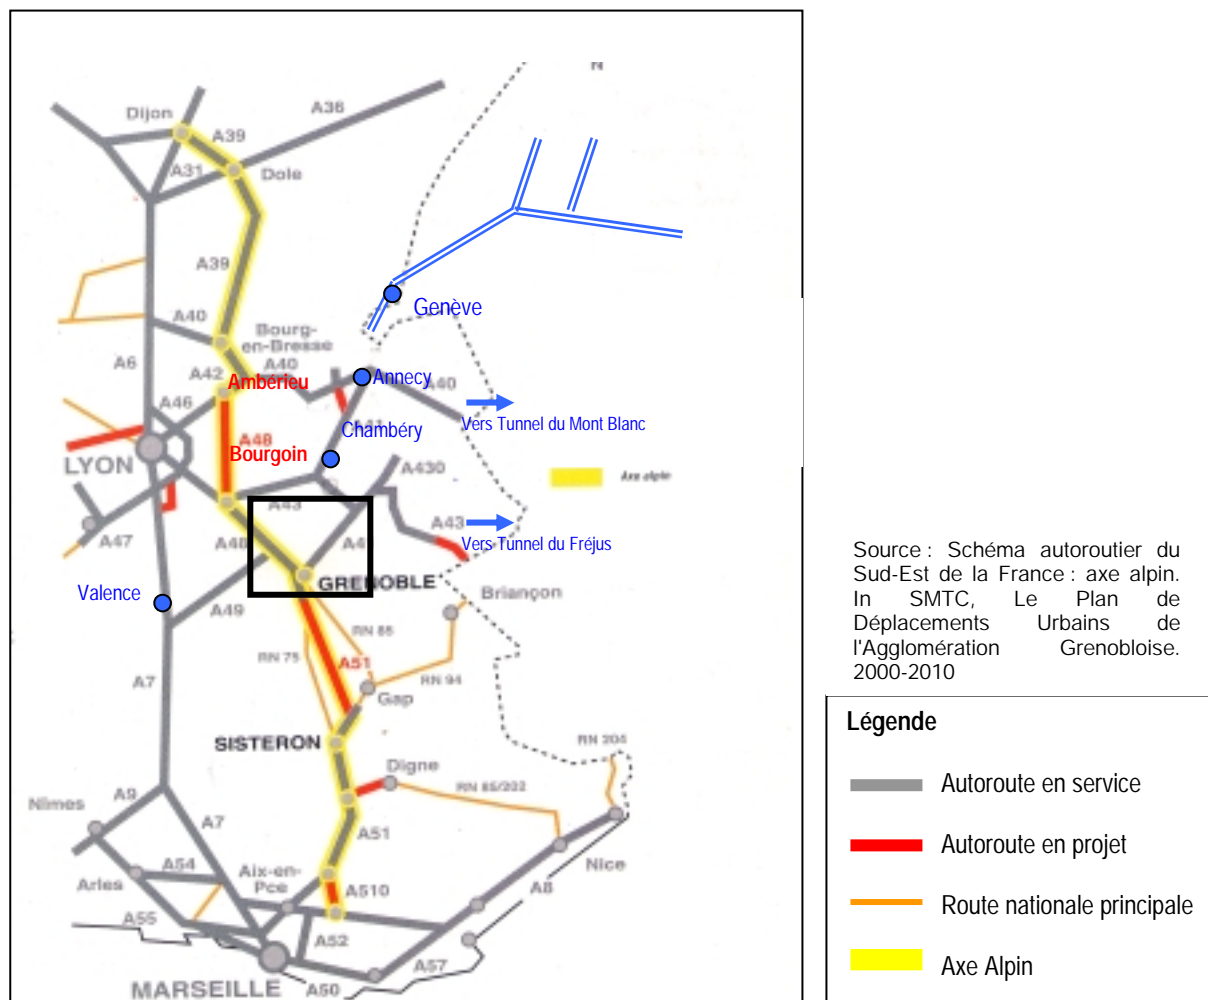 N
Dijon
A36
A39
A31
Dole
A39
Genève
A40
Bourg-
en-Bresse
A6
A40
A42
Ambérieu
Annecy
A40
A46
A41
Vers Tunnel du Mont Blanc
Chambéry
A48
Bourgoin
LYON
A430
Axe alpin
A43
A43
A47
A48
A4
Vers Tunnel du Fréjus
GRENOBLE
Valence
Briançon
A49
RN 85
RN 75
A51
RN 94
A7
Gap
SISTERON
RN 204
Digne
RN 85/202
A9
Nîmes
A7
A51
A54
Aix-en-
Pce
Nice
Arles
A510
A8
A55
A52
A57
MARSEILLE
A50
Source : Schéma autoroutier du
Sud-Est de la France : axe alpin.
In SMTC, Le Plan de
Déplacements Urbains de
l'Agglomération Grenobloise.
2000-2010
Légende
Autoroute en service
Autoroute en projet
Route nationale principale
Axe Alpin